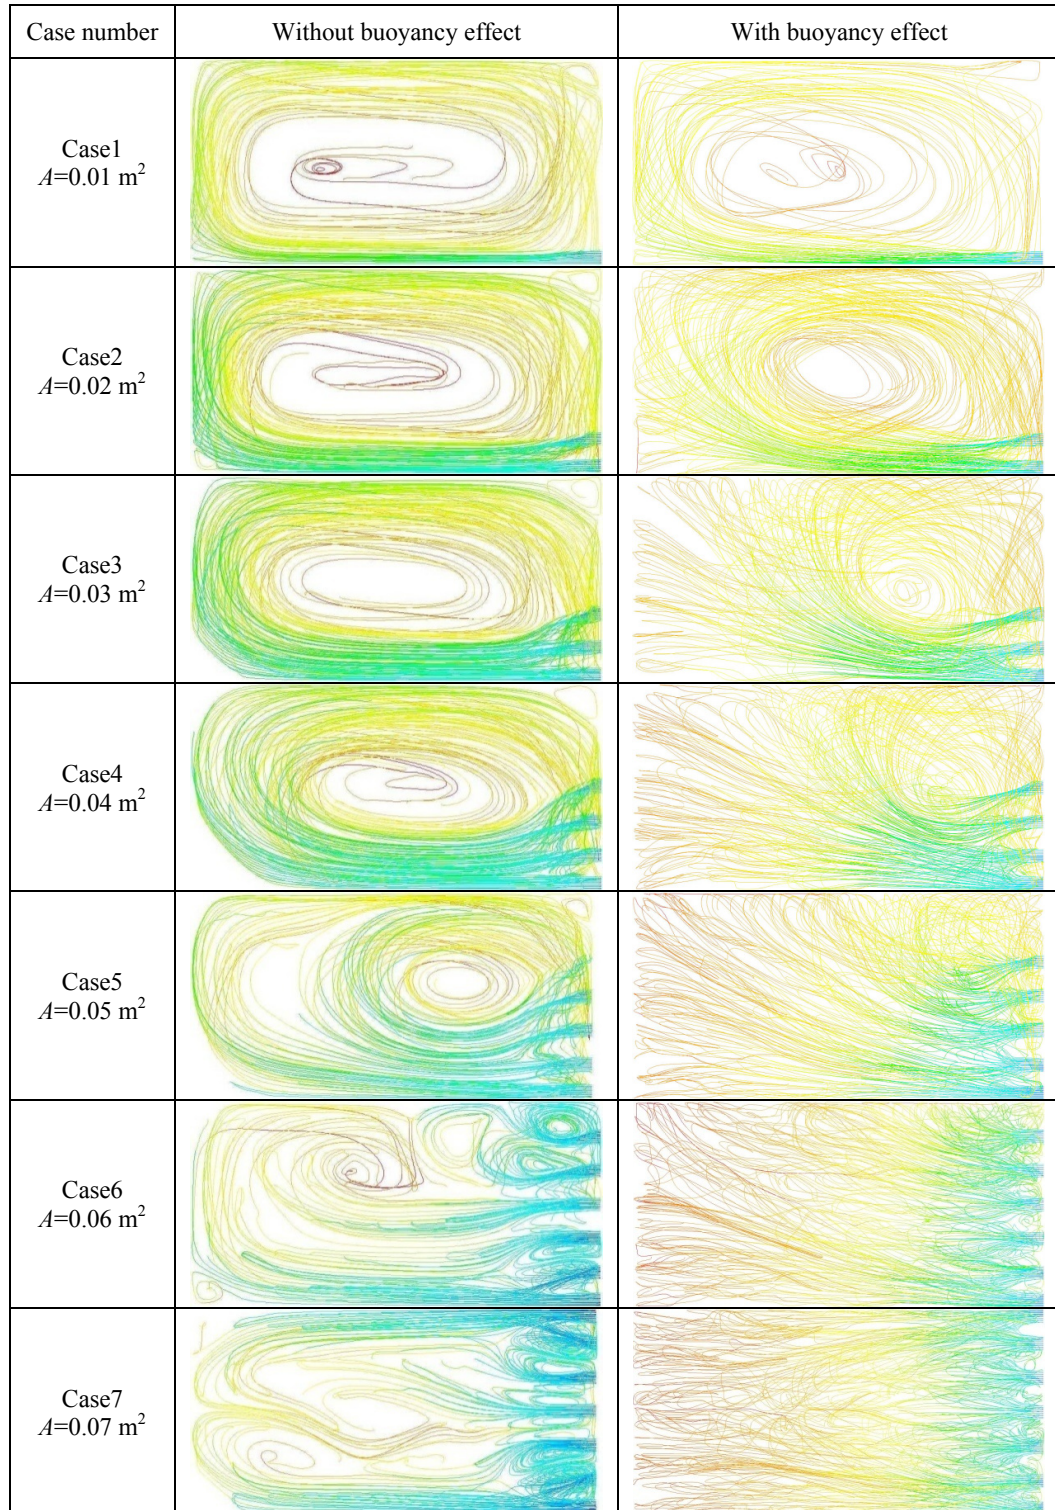 Case number
Without buoyancy effect
With buoyancy effect
Case1
A=0.01 m²
Case2
A=0.02 m²
Case3
A=0.03 m²
Case4
A=0.04 m²
Case5
A=0.05 m²
Case6
A=0.06 m²
Case7
A=0.07 m²